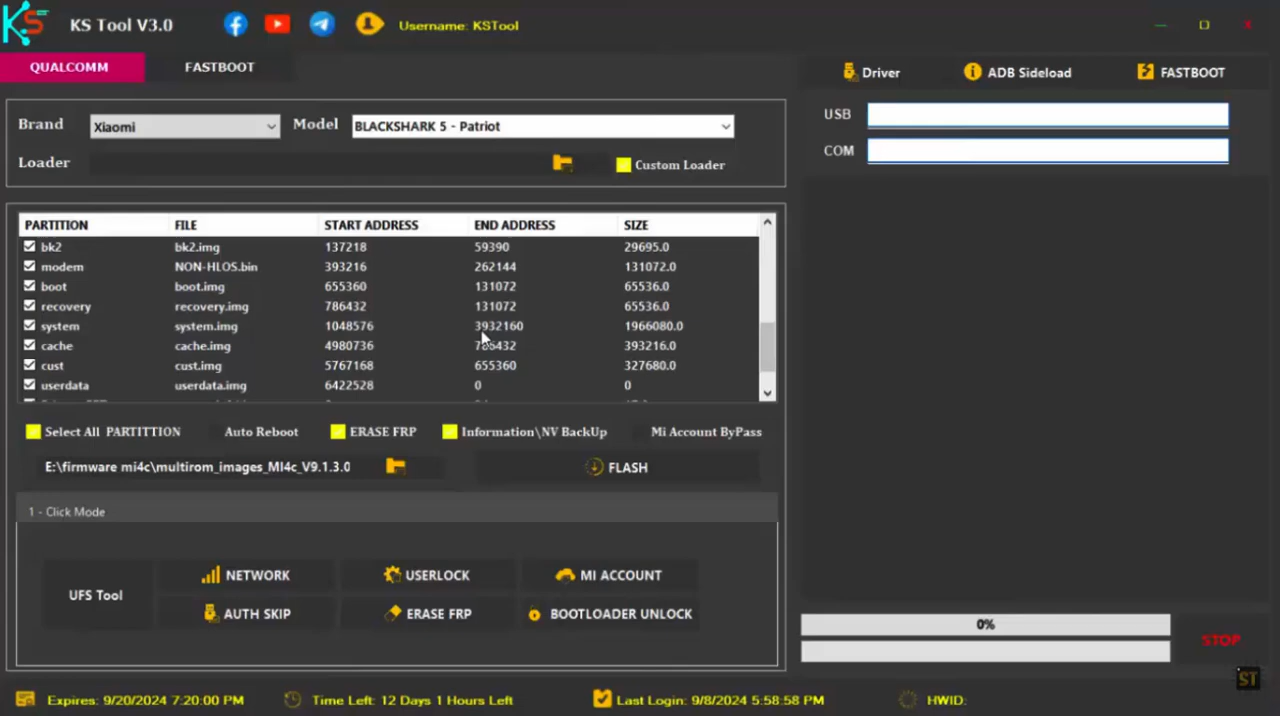 KS KS Tool V3.0 Username: KSTool
QUALCOMM FASTBOOT
Driver ADB Sideload FASTBOOT
Brand Xiaomi Model BLACKSHARK 5 - Patriot
Loader Custom Loader
USB
COM
PARTITION FILE START ADDRESS END ADDRESS SIZE
bk2 bk2.img 137218 59390 29695.0
modem NON-HLOS.bin 393216 262144 131072.0
boot boot.img 655360 131072 65536.0
recovery recovery.img 786432 131072 65536.0
system system.img 1048576 3932160 1966080.0
cache cache.img 4980736 786432 393216.0
cust cust.img 5767168 655360 327680.0
userdata userdata.img 6422528 0 0
Select All PARTITTION Auto Reboot ERASE FRP Information\NV BackUp Mi Account ByPass
E:\firmware mi4c\multirom_images_MI4c_V9.1.3.0 FLASH
1 - Click Mode
UFS Tool
NETWORK USERLOCK MI ACCOUNT
AUTH SKIP ERASE FRP BOOTLOADER UNLOCK
0%
STOP
ST
Expires: 9/20/2024 7:20:00 PM Time Left: 12 Days 1 Hours Left Last Login: 9/8/2024 5:58:58 PM HWID: